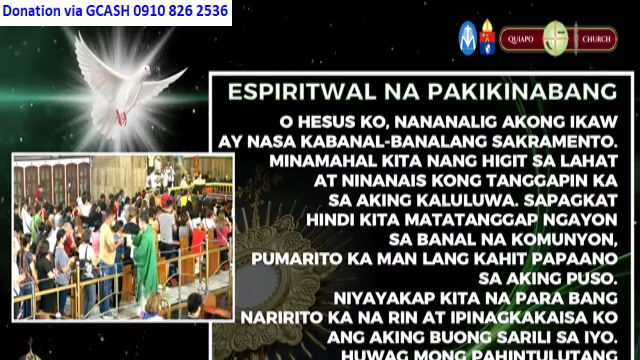 Donation via GCASH 0910 826 2536
QUIAPO CHURCH
ESPIRITWAL NA PAKIKINABANG
O HESUS KO, NANANALIG AKONG IKAW
AY NASA KABANAL-BANALANG SAKRAMENTO.
MINAMAHAL KITA NANG HIGIT SA LAHAT
AT NINANAIS KONG TANGGAPIN KA
SA AKING KALULUWA. SAPAGKAT
HINDI KITA MATATANGGAP NGAYON
SA BANAL NA KOMUNYON,
PUMARITO KA MAN LANG KAHIT PAPAANO
SA AKING PUSO.
NIYAYAKAP KITA NA PARA BANG
NARIRITO KA NA RIN AT IPINAGKAKAISA KO
ANG AKING BUONG SARILI SA IYO.
HUWAG MONG PAHINTULUTANG